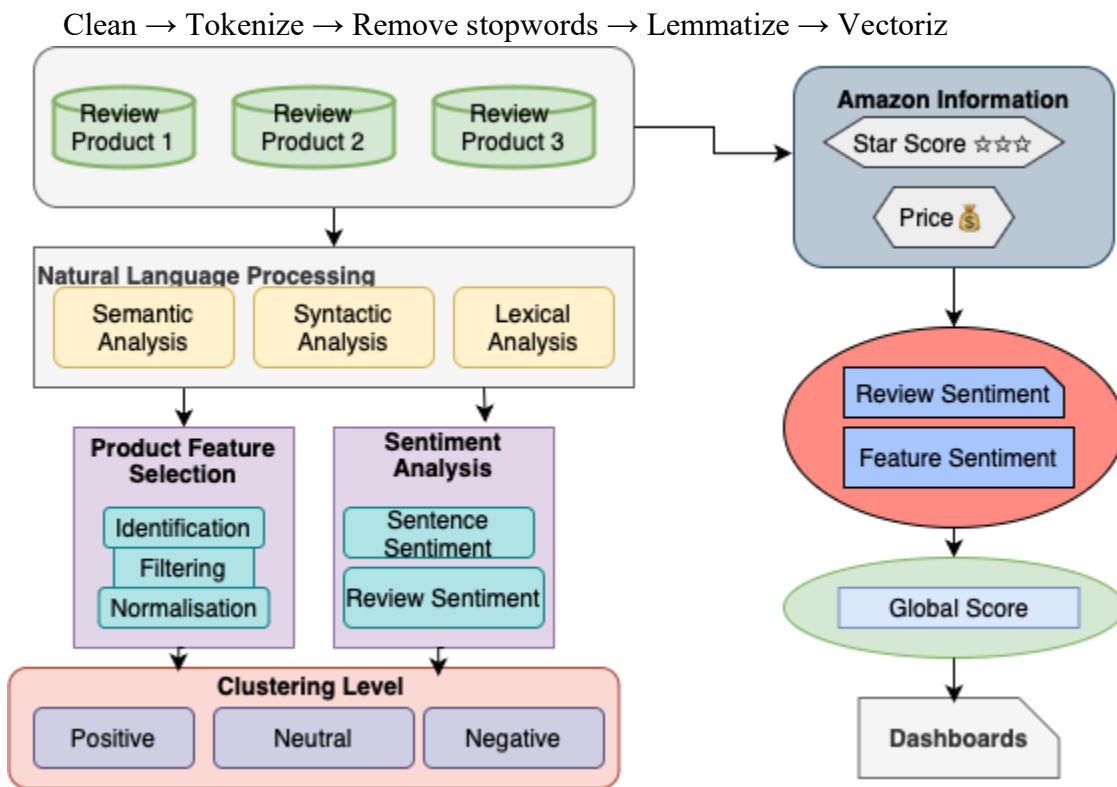 Clean → Tokenize → Remove stopwords → Lemmatize → Vectoriz
Review
Product 1
Review
Product 2
Review
Product 3
Amazon Information
Star Score ☆☆☆
Price💰
Natural Language Processing
Semantic
Analysis
Syntactic
Analysis
Lexical
Analysis
Product Feature
Selection
Identification
Filtering
Normalisation
Sentiment
Analysis
Sentence
Sentiment
Review Sentiment
Clustering Level
Positive
Neutral
Negative
Review Sentiment
Feature Sentiment
Global Score
Dashboards